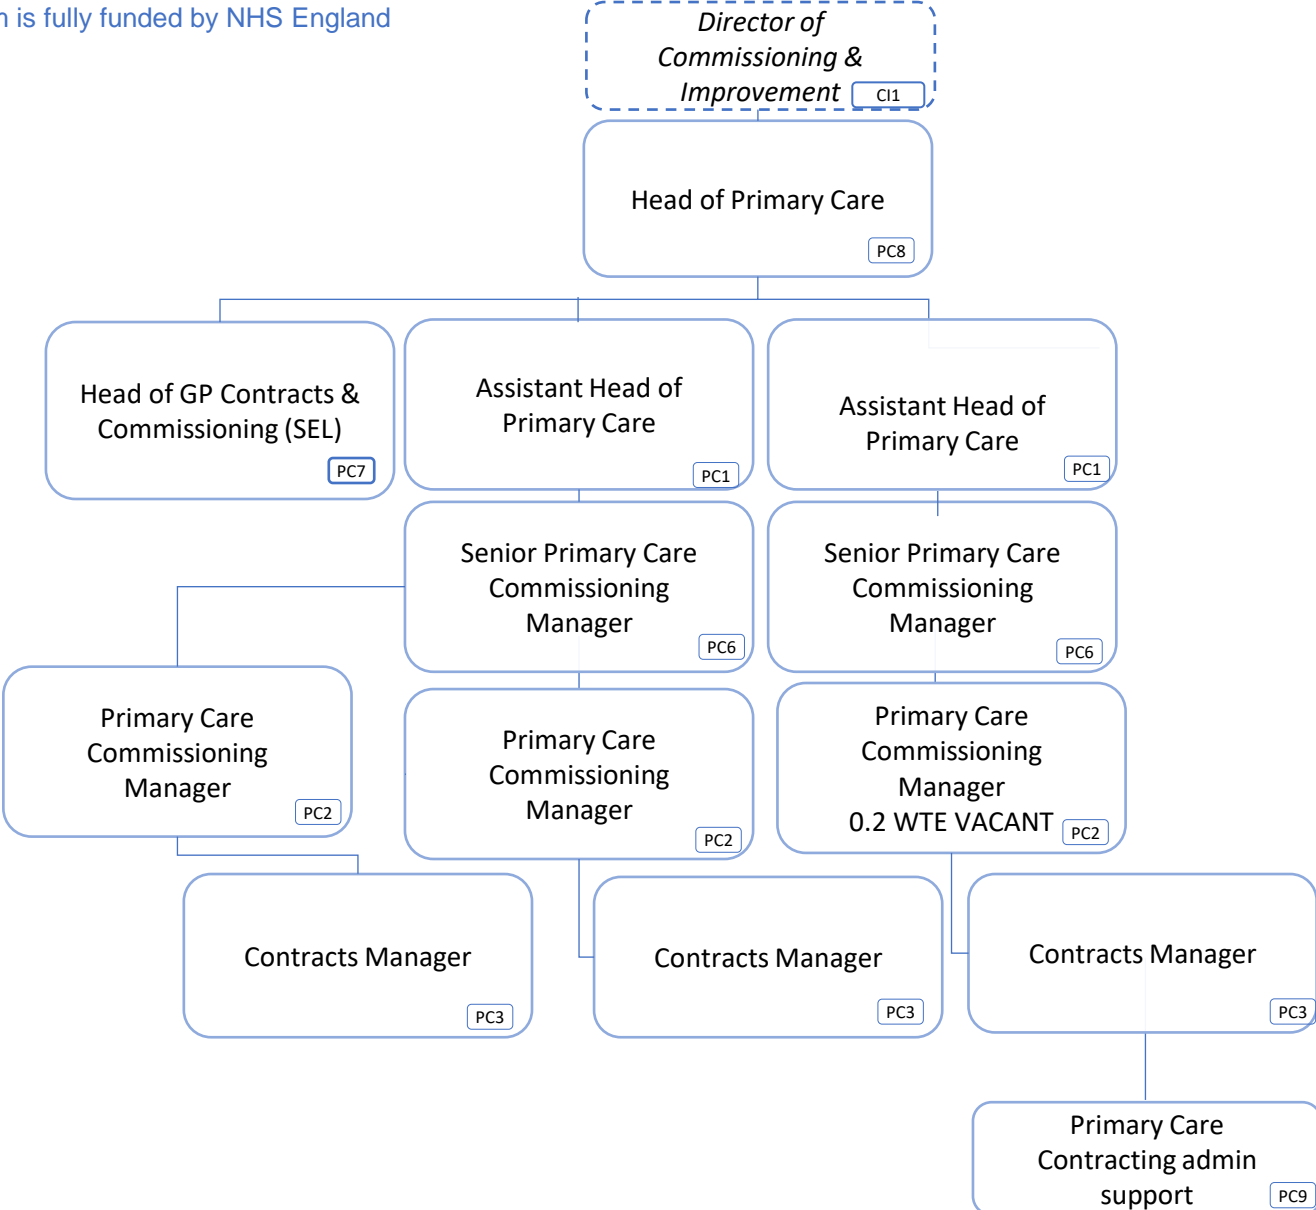 is fully funded by NHS England
Director of
Commissioning &
Improvement CI1
Head of Primary Care
PC8
Head of GP Contracts &
Commissioning (SEL)
PC7
Assistant Head of
Primary Care
PC1
Assistant Head of
Primary Care
PC1
Senior Primary Care
Commissioning
Manager
PC6
Senior Primary Care
Commissioning
Manager
PC6
Primary Care
Commissioning
Manager
PC2
Primary Care
Commissioning
Manager
PC2
Primary Care
Commissioning
Manager
0.2 WTE VACANT PC2
Contracts Manager
PC3
Contracts Manager
PC3
Contracts Manager
PC3
Primary Care
Contracting admin
support PC9